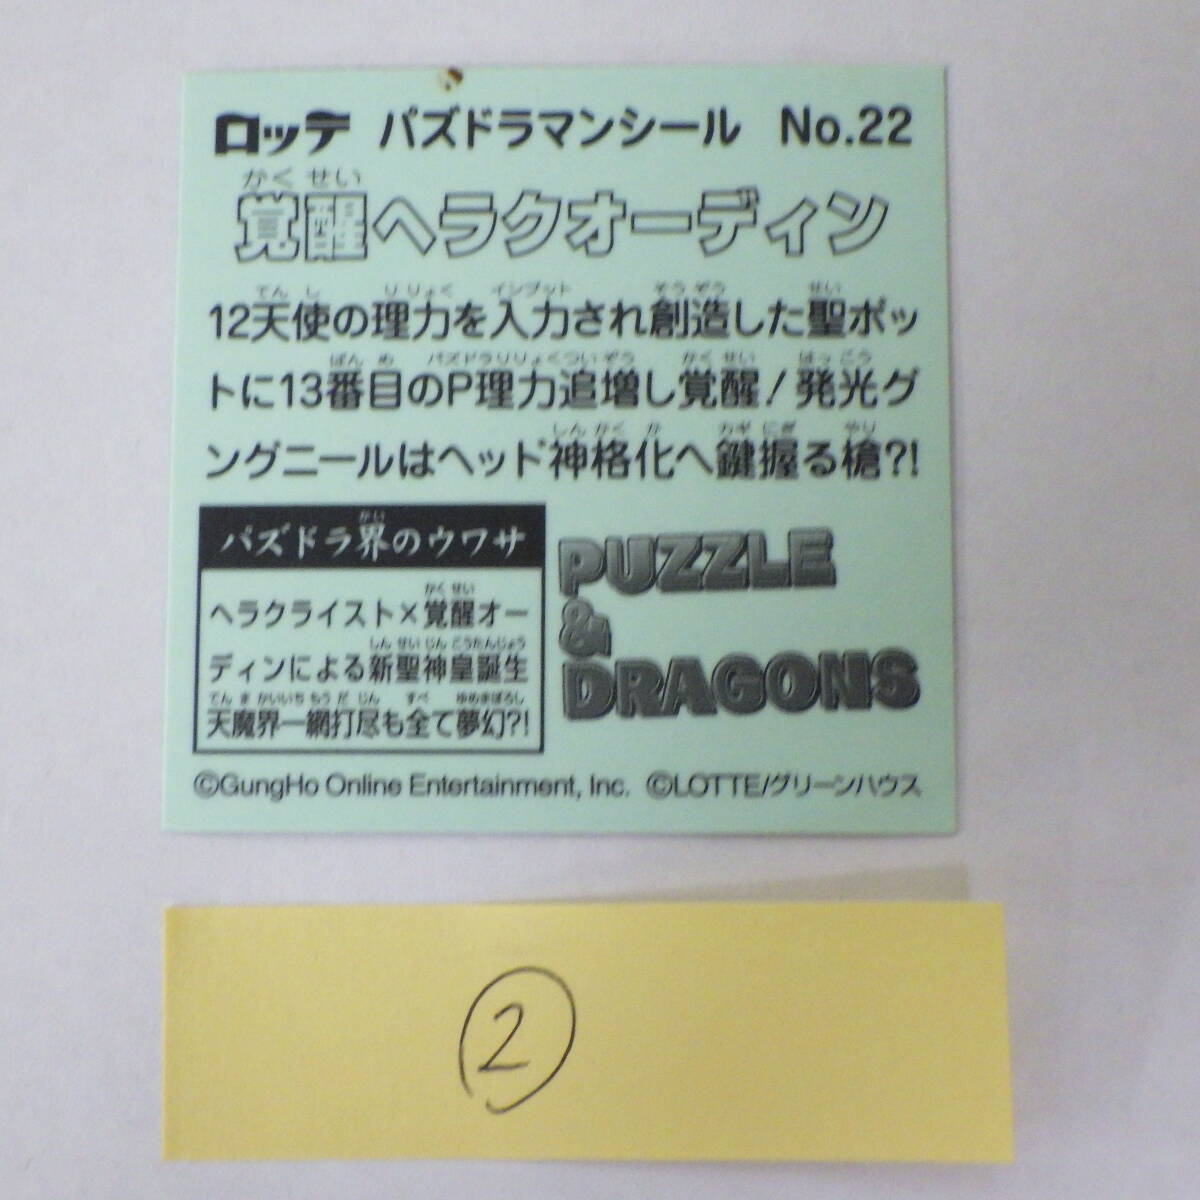 ロッテ パズドラマンシール No.22
かくせい
覚醒ヘラクオーディン
てんし りりょく インプット そうぞう せい
12天使の理力を入力され創造した聖ボッ
ばんめ パズドラりりょくついぞう かくせい はっこう
トに13番目のP理力追増し覚醒!発光グ
しんかくか カギにぎ やり
ングニールはヘッド神格化へ鍵握る槍?!
かい
パズドラ界のウワサ
かくせい
ヘラクライスト×覚醒オー
しんせいじんこうたんじょう
ディンによる新聖神皇誕生
てんまかいいちもうだじん すべ ゆめまぼろし
天魔界一網打尽も全て夢幻?!
PUZZLE
&
DRAGONS
©GungHo Online Entertainment, Inc. ©LOTTE/グリーンハウス
②